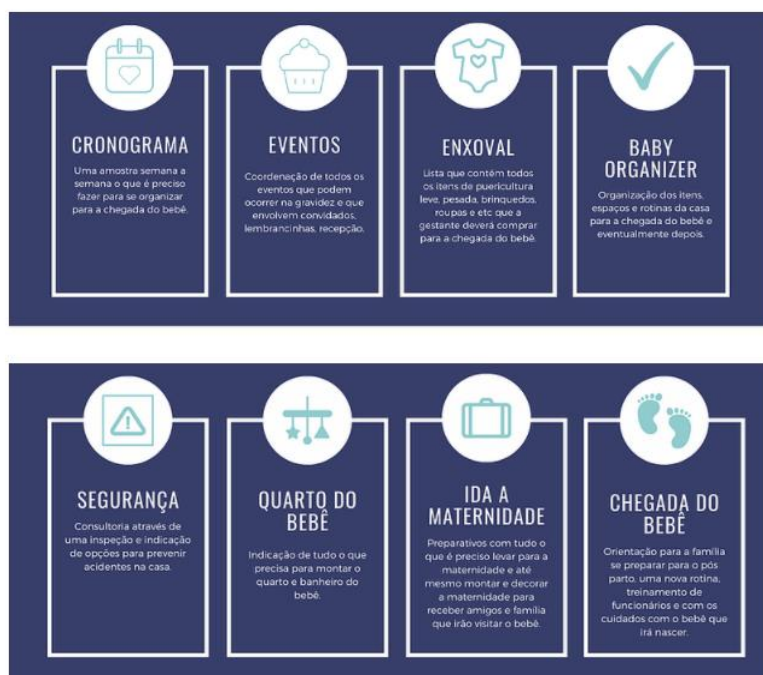 CRONOGRAMA
Uma amostra semana a
semana o que é preciso
fazer para se organizar
para a chegada do bebê.
EVENTOS
Coordenação de todos os
eventos que podem
ocorrer na gravidez e que
envolvem convidados,
lembrancinhas, recepção.
ENXOVAL
Lista que contém todos
os itens de puericultura
leve, pesada, brinquedos,
roupas e etc que a
gestante deverá comprar
para a chegada do bebê.
BABY
ORGANIZER
Organização dos itens,
espaços e rotinas da casa
para a chegada do bebê e
eventualmente depois.
SEGURANÇA
Consultoria através de
uma inspeção e indicação
de opções para prevenir
acidentes na casa.
QUARTO DO
BEBÊ
Indicação de tudo o que
precisa para montar o
quarto e banheiro do
bebê.
IDA A
MATERNIDADE
Preparativos com tudo o
que é preciso levar para a
maternidade e até
mesmo montar e decorar
a maternidade para
receber amigos e família
que irão visitar o bebê.
CHEGADA DO
BEBÊ
Orientação para a família
se preparar para o pós
parto, uma nova rotina,
treinamento de
funcionários e com os
cuidados com o bebê que
irá nascer.